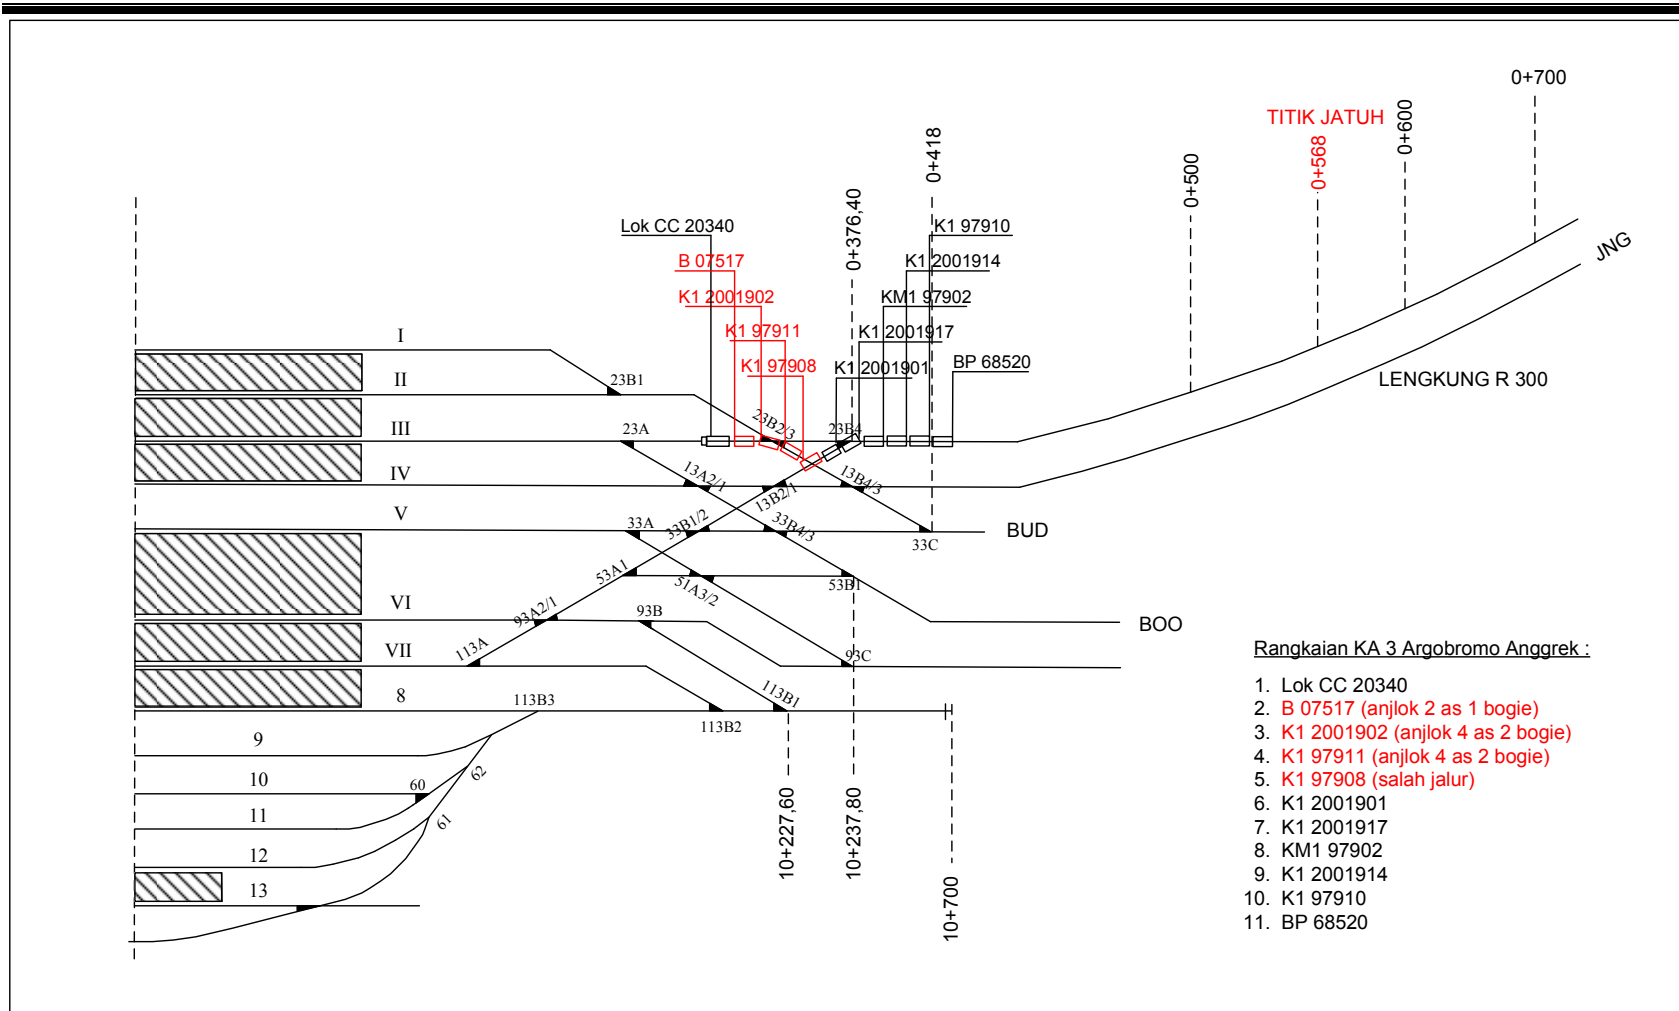 0+700
TITIK JATUH
0+600
0+568
0+500
0+418
0+376,40
Lok CC 20340
K1 97910
B 07517
K1 2001914
K1 2001902
KM1 97902
K1 97911
K1 2001917
K1 97908
K1 2001901
BP 68520
JNG
LENGKUNG R 300
I
II
23B1
III
23A
23B2/3
23B4
IV
13A2/1
13B2/1
13B4/3
V
33A
33B1/2
33B4/3
33C
BUD
53A1
51A3/2
53B1
VI
93A2/1
93B
BOO
VII
113A
93C
8
113B3
113B1
113B2
9
10
60
62
11
61
12
13
10+227,60
10+237,80
10+700
Rangkaian KA 3 Argobromo Anggrek :
1. Lok CC 20340
2. B 07517 (anjlok 2 as 1 bogie)
3. K1 2001902 (anjlok 4 as 2 bogie)
4. K1 97911 (anjlok 4 as 2 bogie)
5. K1 97908 (salah jalur)
6. K1 2001901
7. K1 2001917
8. KM1 97902
9. K1 2001914
10. K1 97910
11. BP 68520